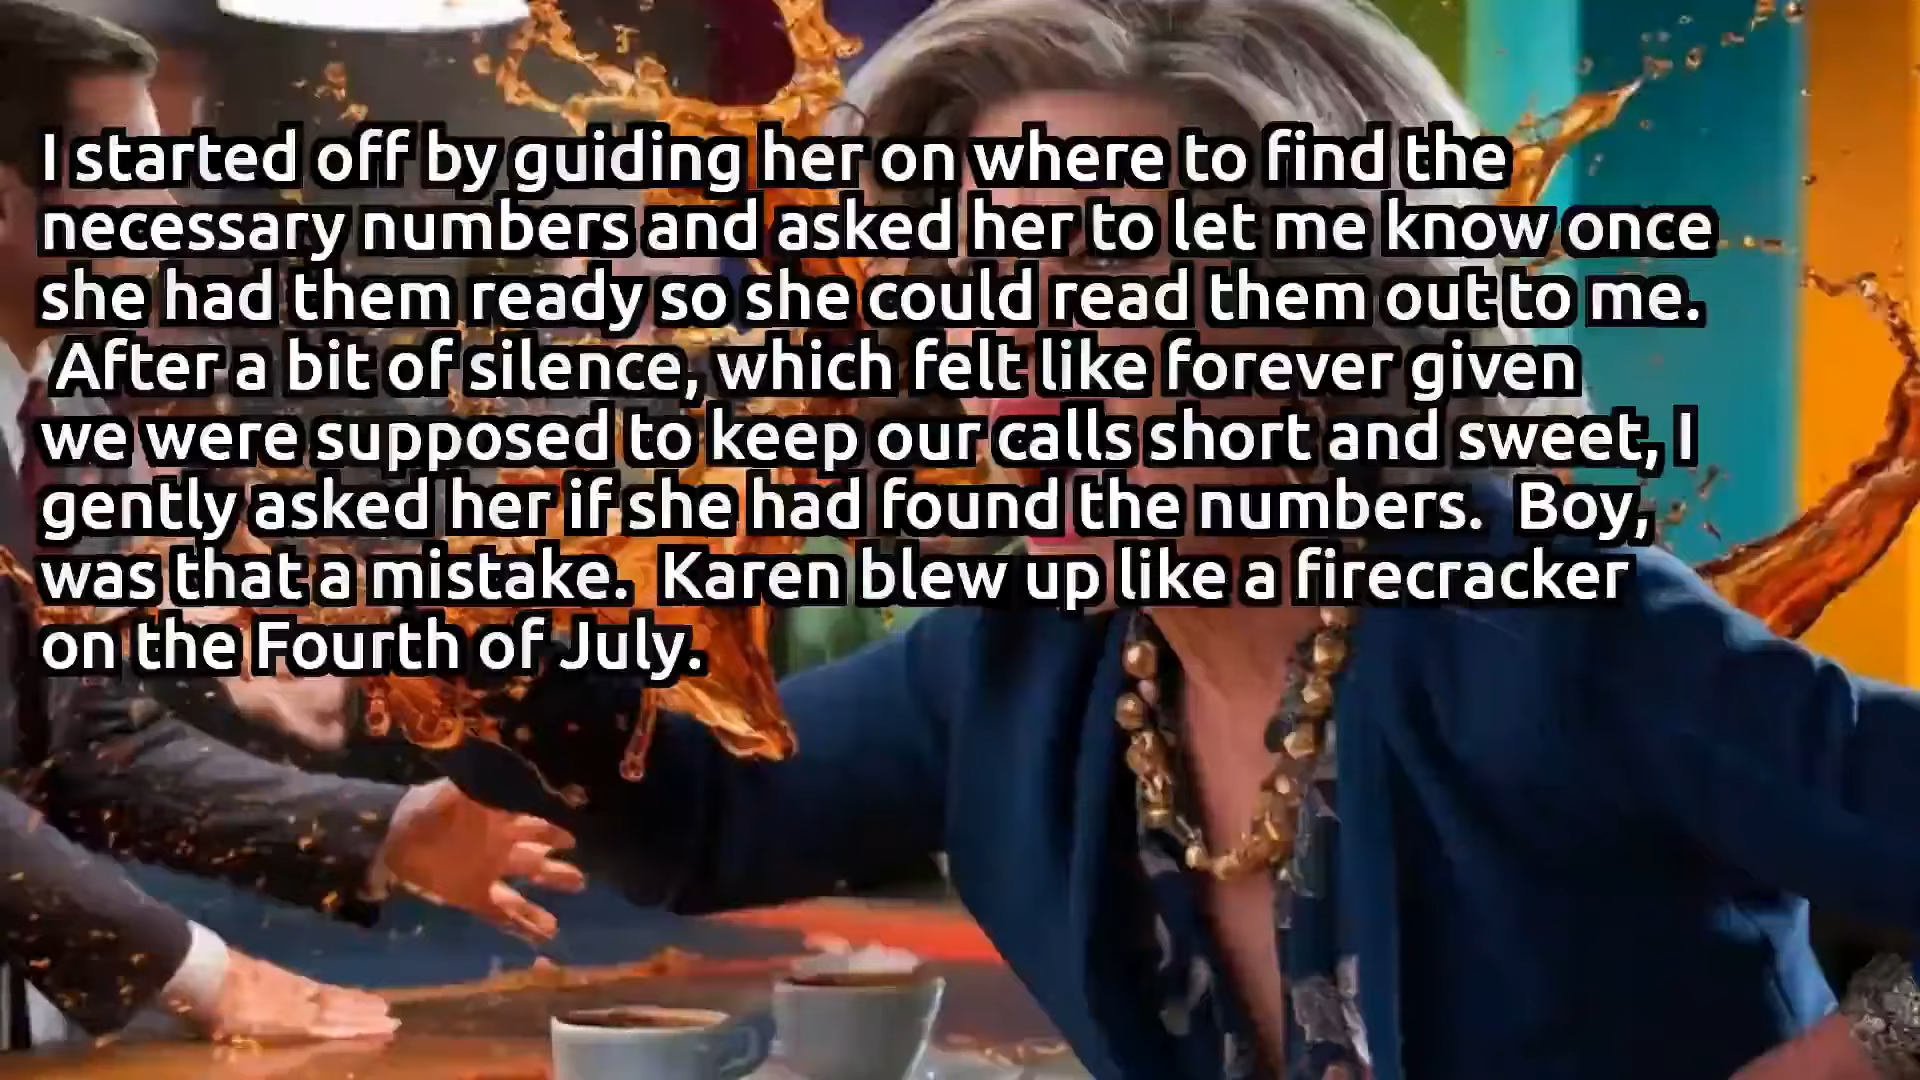 I started off by guiding her on where to find the
necessary numbers and asked her to let me know once
she had them ready so she could read them out to me.
After a bit of silence, which felt like forever given
we were supposed to keep our calls short and sweet, I
gently asked her if she had found the numbers.  Boy,
was that a mistake.  Karen blew up like a firecracker
on the Fourth of July.